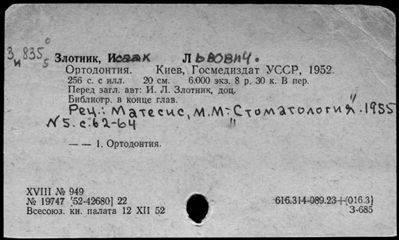 З 835 0
и 5
Злотник, Исаак Львович.
Ортодонтия. Киев, Госмедиздат УССР, 1952.
256 с. с илл. 20 см. 6.000 экз. 8 р. 30 к. В пер.
Перед загл. авт: И. Л. Злотник, доц.
Библиогр. в конце глав.
Рец.: Матесис, М.М.-"Стоматология". 1955
N5. с. 62-64
— — 1. Ортодонтия.
XVIII № 949
№ 19747 [52-42680] 22
Всесоюз. кн. палата 12 XII 52
616.314-089.23+(016.3)
З-685